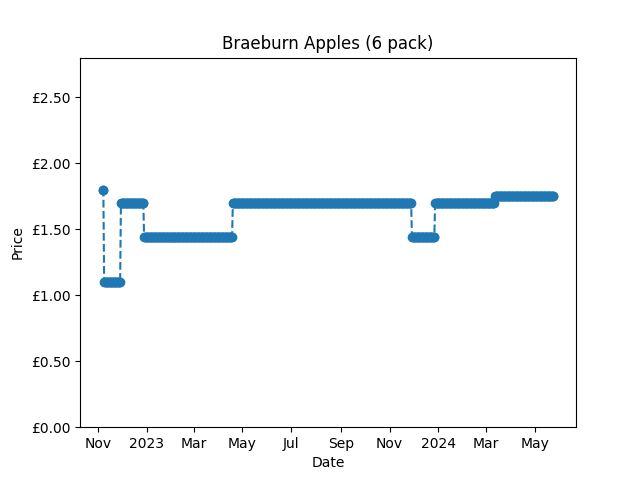 Braeburn Apples (6 pack)
£2.50
£2.00
£1.50
£1.00
£0.50
£0.00
Price
Nov 2023 Mar May Jul Sep Nov 2024 Mar May
Date